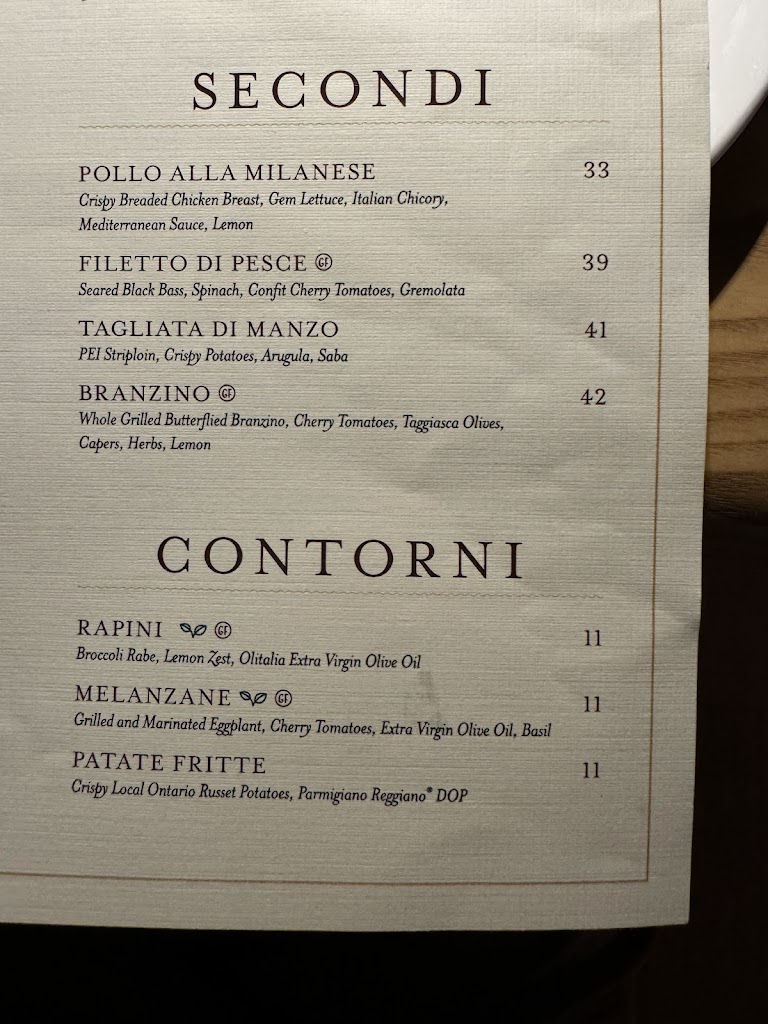 SECONDI
POLLO ALLA MILANESE 33
Crispy Breaded Chicken Breast, Gem Lettuce, Italian Chicory,
Mediterranean Sauce, Lemon
FILETTO DI PESCE GF 39
Seared Black Bass, Spinach, Confit Cherry Tomatoes, Gremolata
TAGLIATA DI MANZO 41
PEI Striploin, Crispy Potatoes, Arugula, Saba
BRANZINO GF 42
Whole Grilled Butterflied Branzino, Cherry Tomatoes, Taggiasca Olives,
Capers, Herbs, Lemon
CONTORNI
RAPINI GF 11
Broccoli Rabe, Lemon Zest, Olitalia Extra Virgin Olive Oil
MELANZANE GF 11
Grilled and Marinated Eggplant, Cherry Tomatoes, Extra Virgin Olive Oil, Basil
PATATE FRITTE 11
Crispy Local Ontario Russet Potatoes, Parmigiano Reggiano® DOP